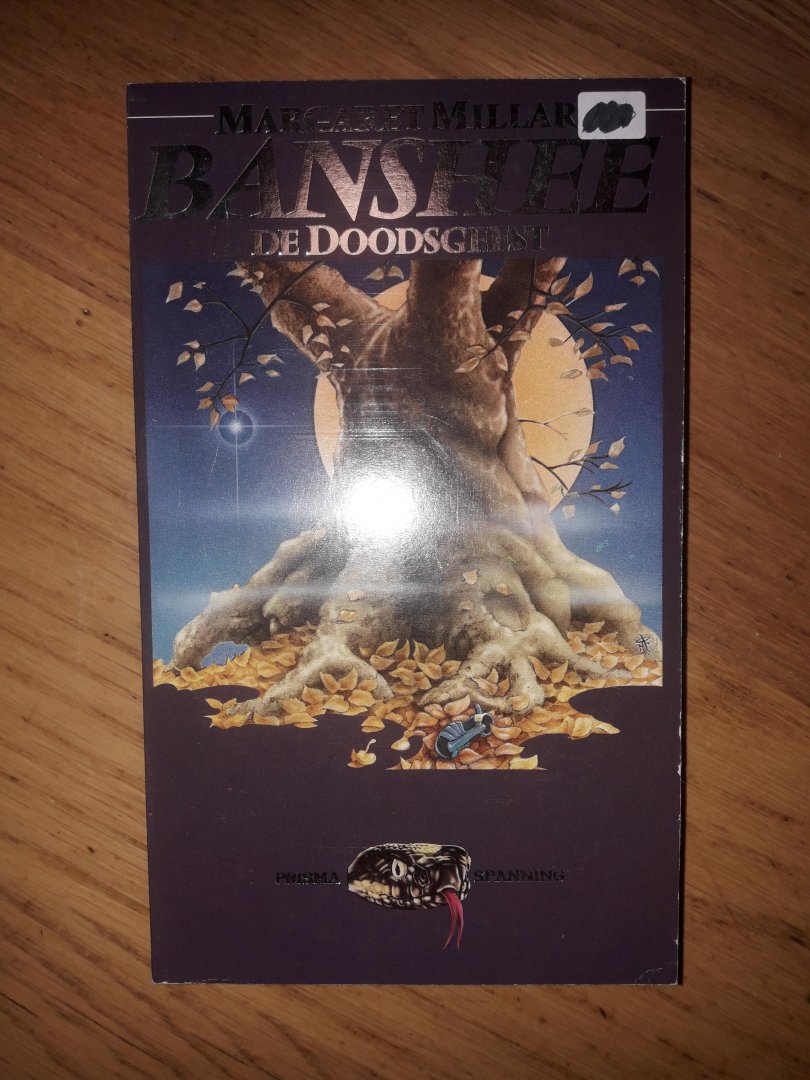 MARGARET MILLAR
BANSHEE
DE DOODSGEEST
PRISMA SPANNING